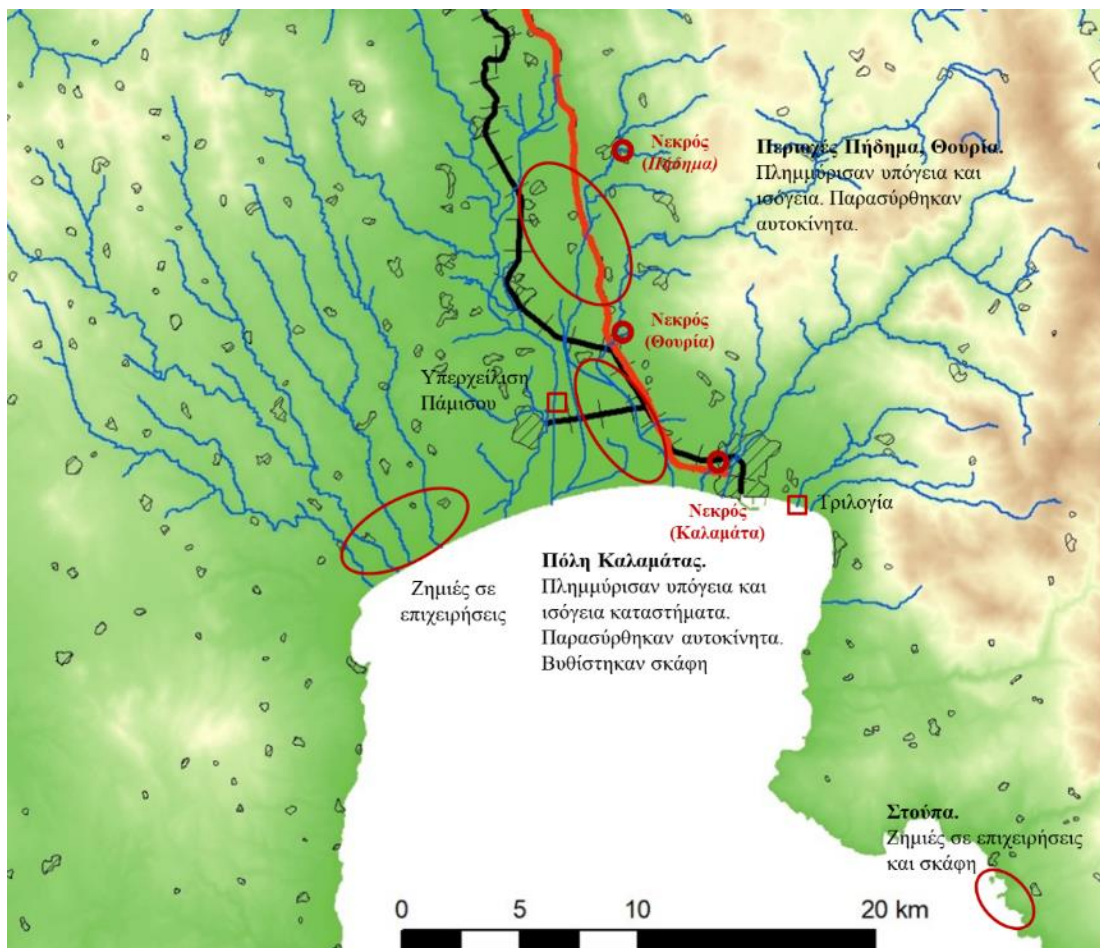 Νεκρός
(Πήδημα)
Περιοχές Πήδημα, Θουρία.
Πλημμύρισαν υπόγεια και
ισόγεια. Παρασύρθηκαν
αυτοκίνητα.
Νεκρός
(Θουρία)
Υπερχείλιση
Πάμισου
Νεκρός
(Καλαμάτα)
Τριλογία
Ζημιές σε
επιχειρήσεις
Πόλη Καλαμάτας.
Πλημμύρισαν υπόγεια και
ισόγεια καταστήματα.
Παρασύρθηκαν αυτοκίνητα.
Βυθίστηκαν σκάφη
Στούπα.
Ζημιές σε επιχειρήσεις
και σκάφη
0 5 10 20 km